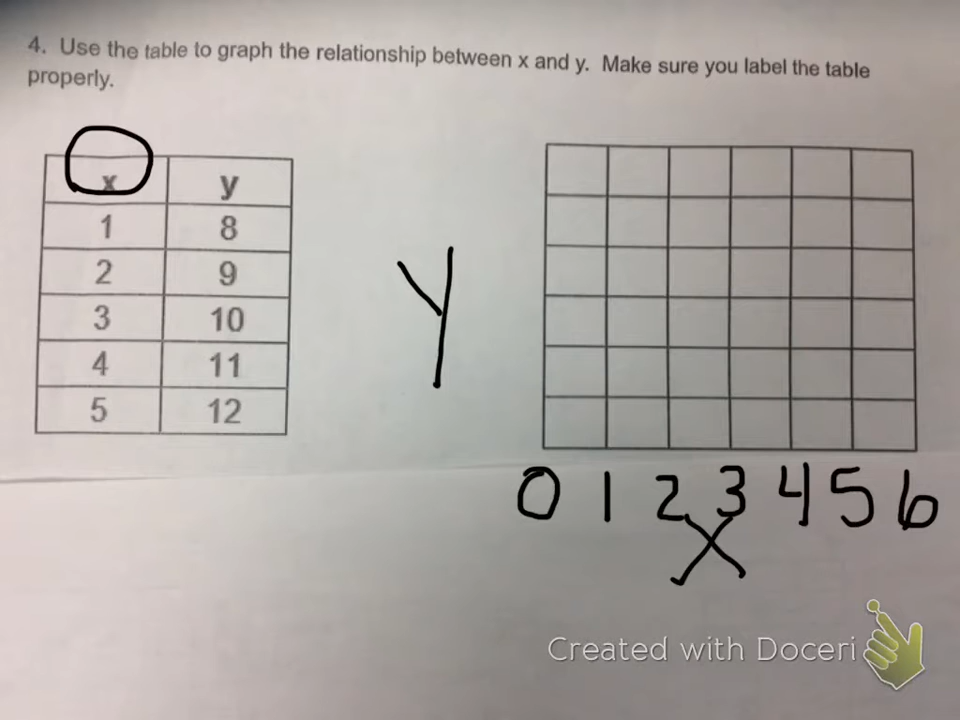 4. Use the table to graph the relationship between x and y. Make sure you label the table
properly.
x y
1 8
2 9
3 10
4 11
5 12
y
0 1 2 3 4 5 6
x
Created with Doceri